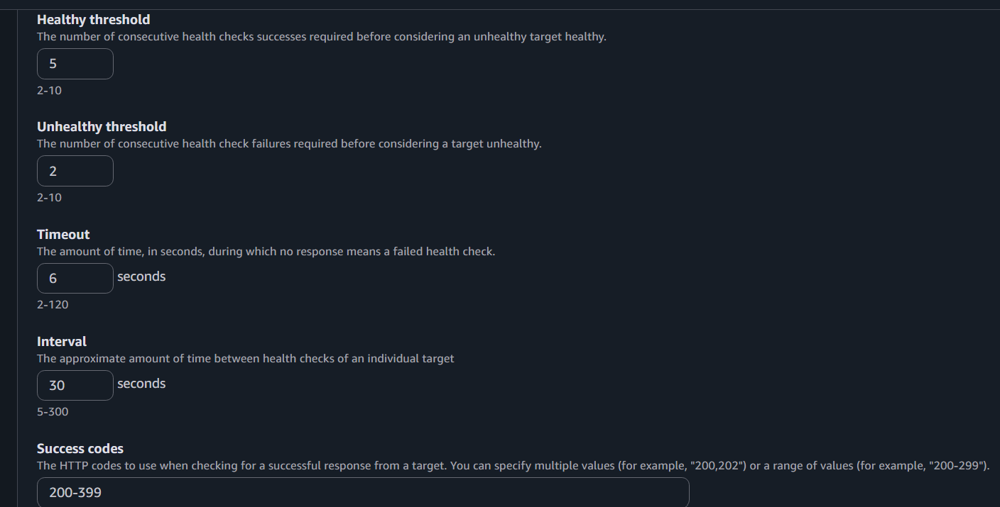 Healthy threshold
The number of consecutive health checks successes required before considering an unhealthy target healthy.
5
2-10
Unhealthy threshold
The number of consecutive health check failures required before considering a target unhealthy.
2
2-10
Timeout
The amount of time, in seconds, during which no response means a failed health check.
6 seconds
2-120
Interval
The approximate amount of time between health checks of an individual target
30 seconds
5-300
Success codes
The HTTP codes to use when checking for a successful response from a target. You can specify multiple values (for example, "200,202") or a range of values (for example, "200-299").
200-399